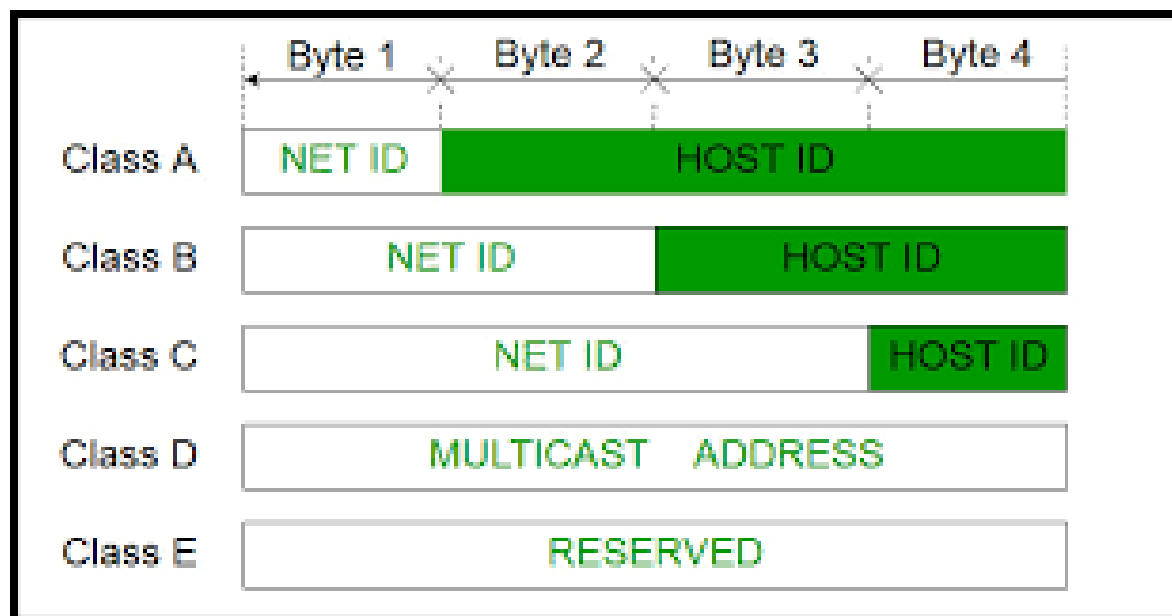 Byte 1 Byte 2 Byte 3 Byte 4
Class A NET ID HOST ID
Class B NET ID HOST ID
Class C NET ID HOST ID
Class D MULTICAST ADDRESS
Class E RESERVED